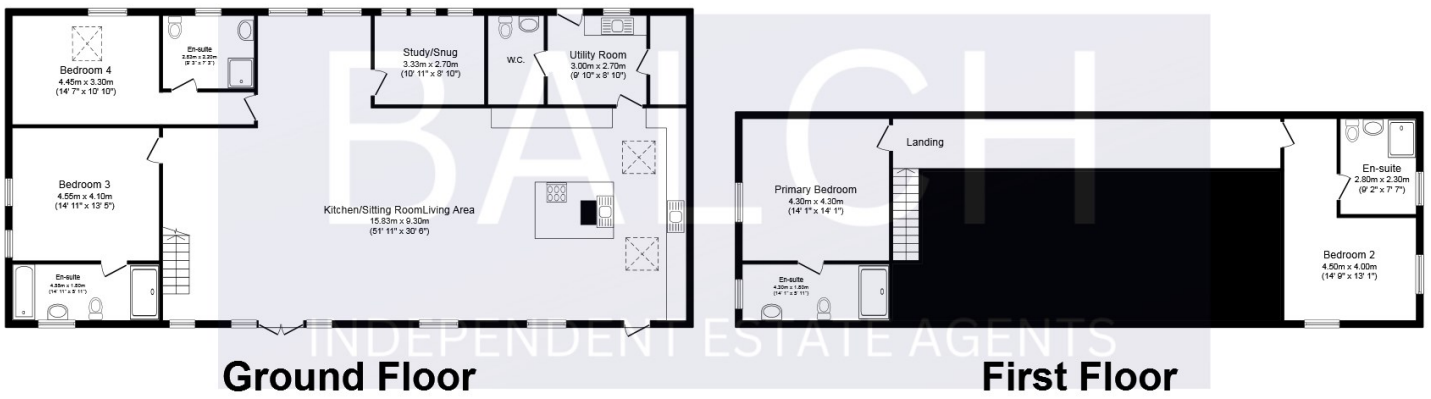 Bedroom 4
4.45m x 3.30m
(14' 7" x 10' 10")
En-suite
2.83m x 2.20m
(9' 3" x 7' 3")
Study/Snug
3.33m x 2.70m
(10' 11" x 8' 10")
W.C.
Utility Room
3.00m x 2.70m
(9' 10" x 8' 10")
Bedroom 3
4.55m x 4.10m
(14' 11" x 13' 5")
Kitchen/Sitting RoomLiving Area
15.83m x 9.30m
(51' 11" x 30' 6")
En-suite
4.55m x 1.80m
(14' 11" x 5' 11")
Landing
Primary Bedroom
4.30m x 4.30m
(14' 1" x 14' 1")
En-suite
2.80m x 2.30m
(9' 2" x 7' 7")
Bedroom 2
4.50m x 4.00m
(14' 9" x 13' 1")
En-suite
4.30m x 1.80m
(14' 1" x 5' 11")
BALCH
INDEPENDENT ESTATE AGENTS
Ground Floor
First Floor